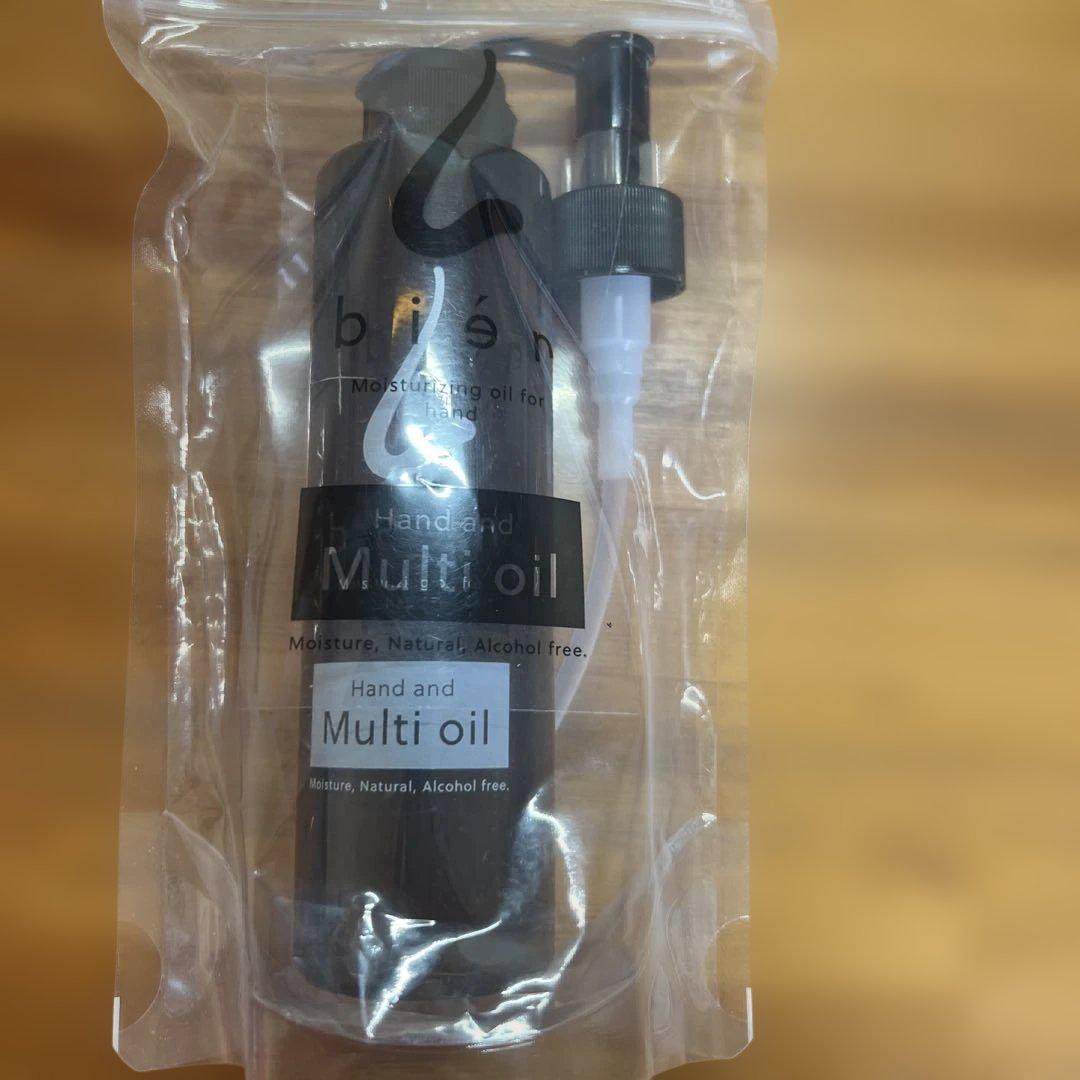 bién
Moisturizing oil for
hand
Hand and
Multi oil
Moisture, Natural, Alcohol free.
Hand and
Multi oil
Moisture, Natural, Alcohol free.